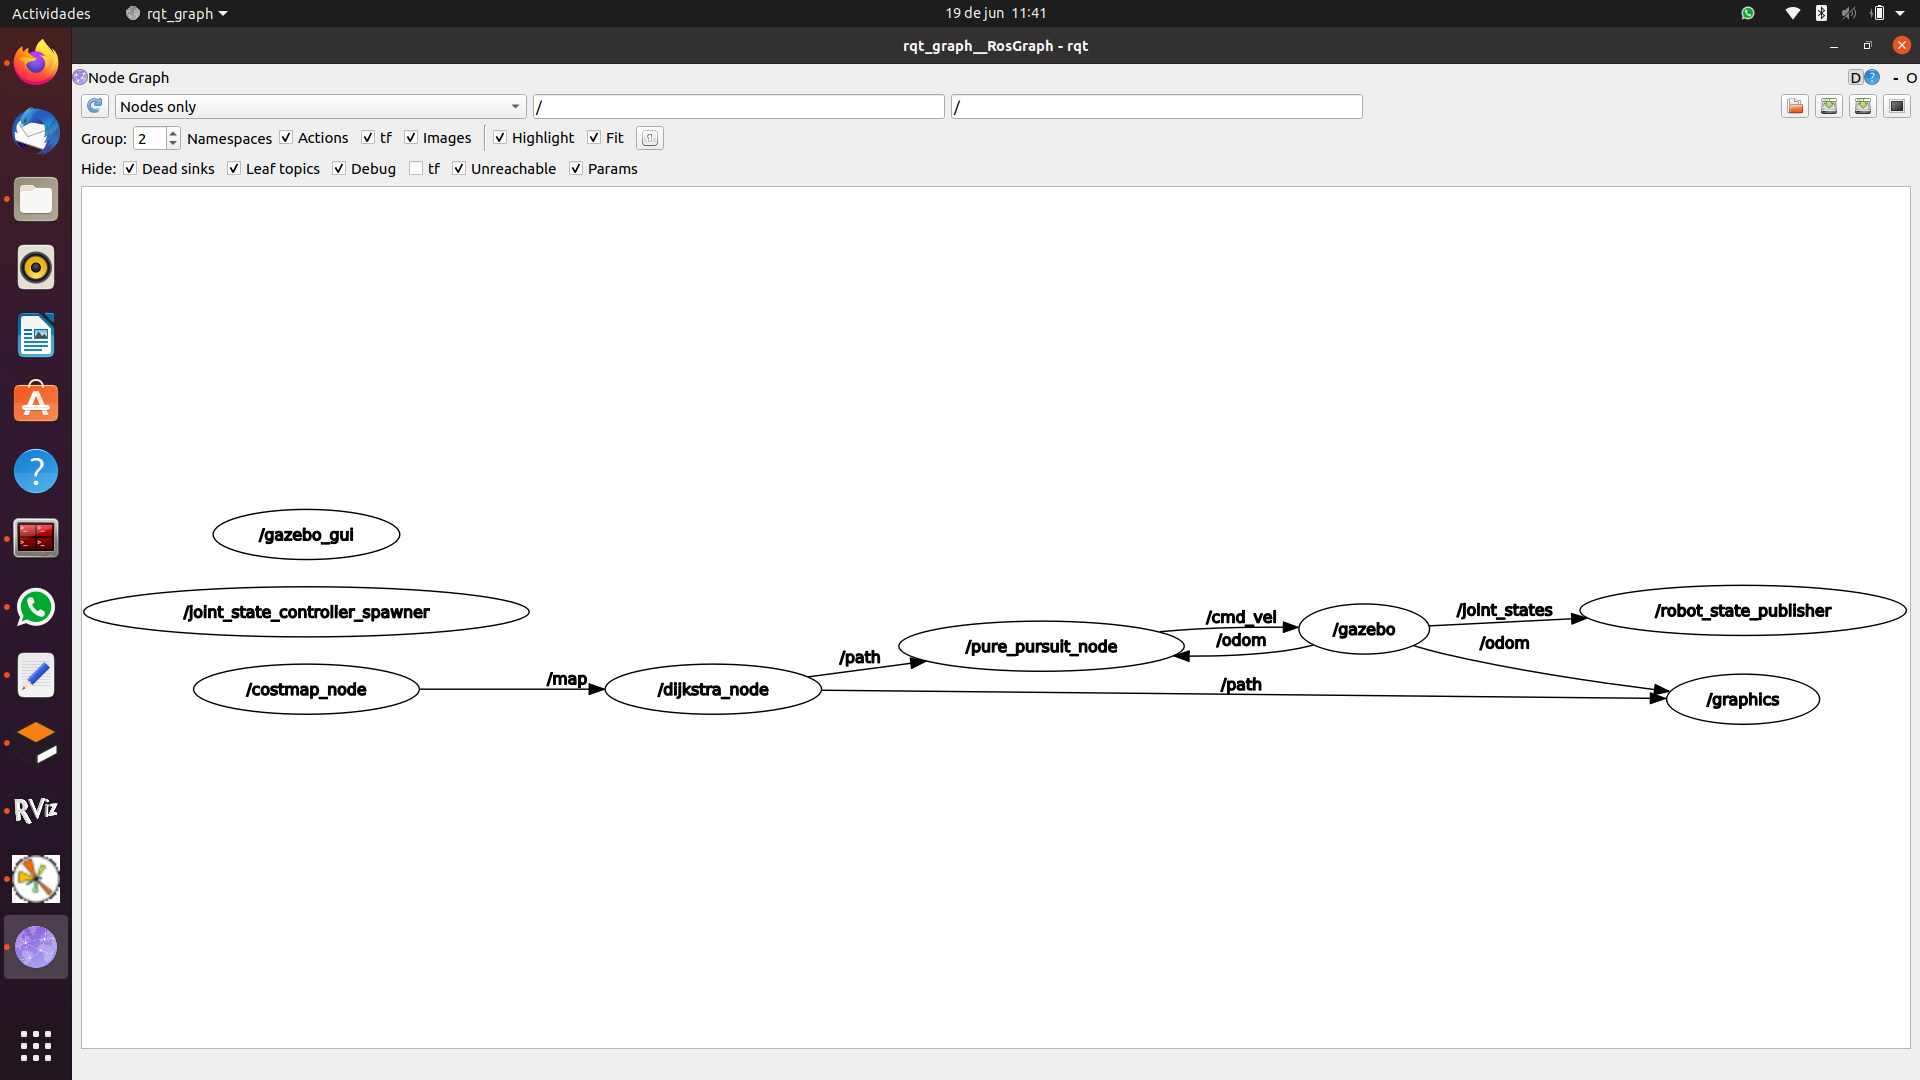 Actividades rqt_graph 19 de jun 11:41
rqt_graph__RosGraph - rqt
Node Graph D ? - O
Nodes only / /
Group: 2 Namespaces Actions tf Images Highlight Fit
Hide: Dead sinks Leaf topics Debug tf Unreachable Params
/gazebo_gui
/joint_state_controller_spawner
/costmap_node
/map
/dijkstra_node
/path
/path
/pure_pursuit_node
/cmd_vel
/odom
/gazebo
/joint_states
/odom
/robot_state_publisher
/graphics
?
RViz